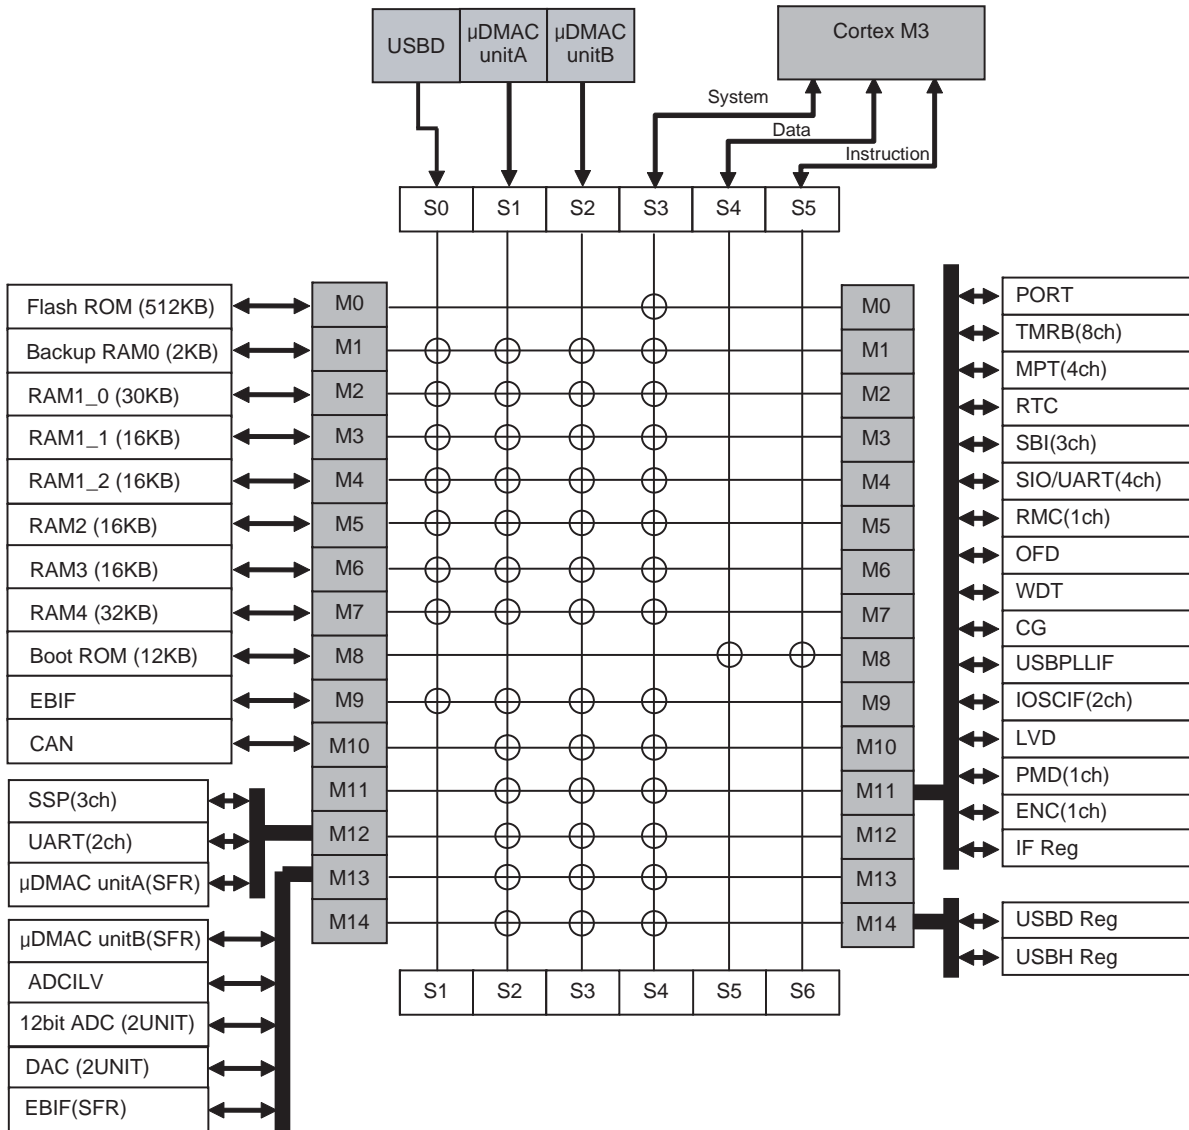 USBD
µDMAC
unitA
µDMAC
unitB
Cortex M3
System
Data
Instruction
S0
S1
S2
S3
S4
S5
Flash ROM (512KB)
Backup RAM0 (2KB)
RAM1_0 (30KB)
RAM1_1 (16KB)
RAM1_2 (16KB)
RAM2 (16KB)
RAM3 (16KB)
RAM4 (32KB)
Boot ROM (12KB)
EBIF
CAN
SSP(3ch)
UART(2ch)
µDMAC unitA(SFR)
µDMAC unitB(SFR)
ADCILV
12bit ADC (2UNIT)
DAC (2UNIT)
EBIF(SFR)
M0
M1
M2
M3
M4
M5
M6
M7
M8
M9
M10
M11
M12
M13
M14
M0
M1
M2
M3
M4
M5
M6
M7
M8
M9
M10
M11
M12
M13
M14
PORT
TMRB(8ch)
MPT(4ch)
RTC
SBI(3ch)
SIO/UART(4ch)
RMC(1ch)
OFD
WDT
CG
USBPLLIF
IOSCIF(2ch)
LVD
PMD(1ch)
ENC(1ch)
IF Reg
USBD Reg
USBH Reg
S1
S2
S3
S4
S5
S6